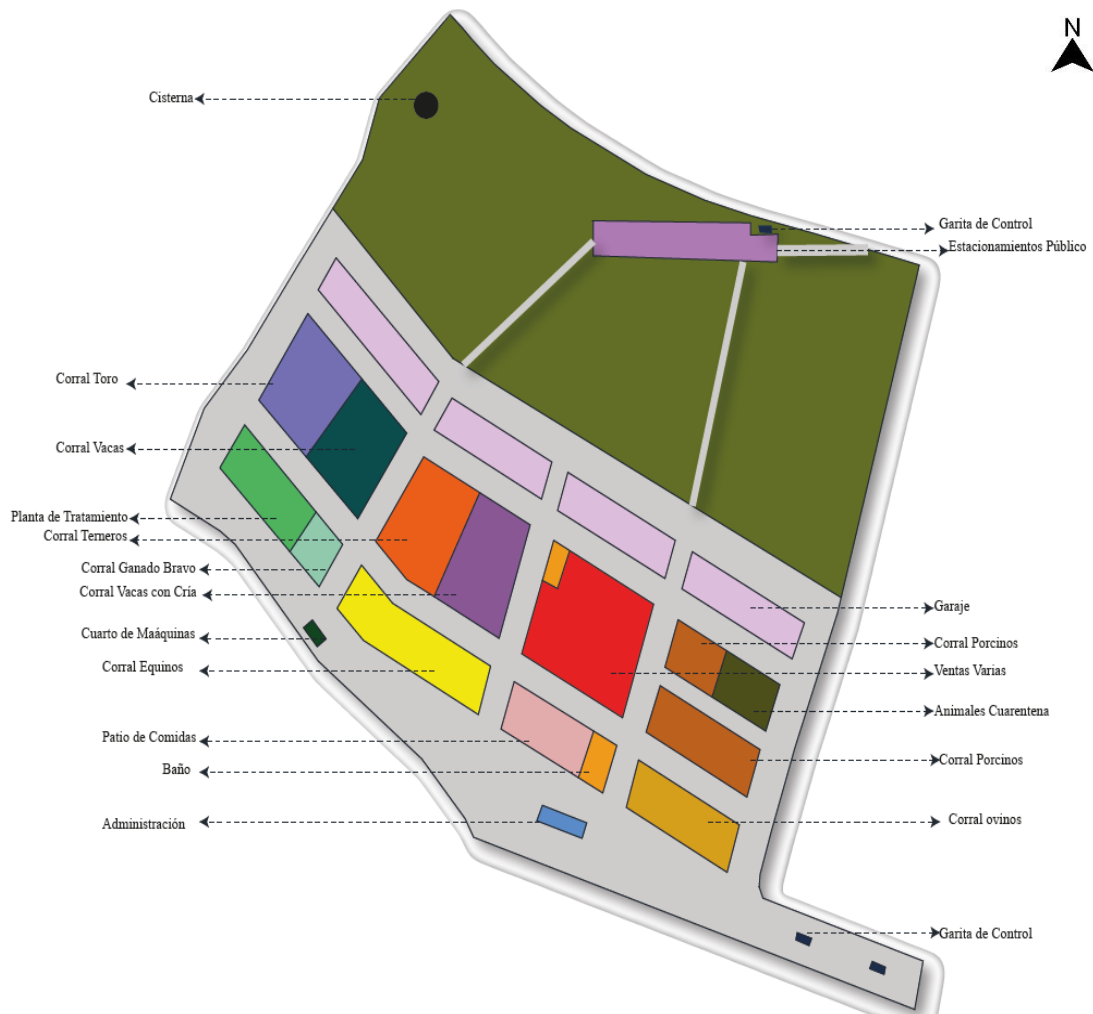 N
Cisterna
Garita de Control
Estacionamientos Público
Corral Toro
Corral Vacas
Planta de Tratamiento
Corral Terneros
Corral Ganado Bravo
Corral Vacas con Cría
Garaje
Cuarto de Maáquinas
Corral Porcinos
Corral Equinos
Ventas Varias
Animales Cuarentena
Patio de Comidas
Corral Porcinos
Baño
Administración
Corral ovinos
Garita de Control